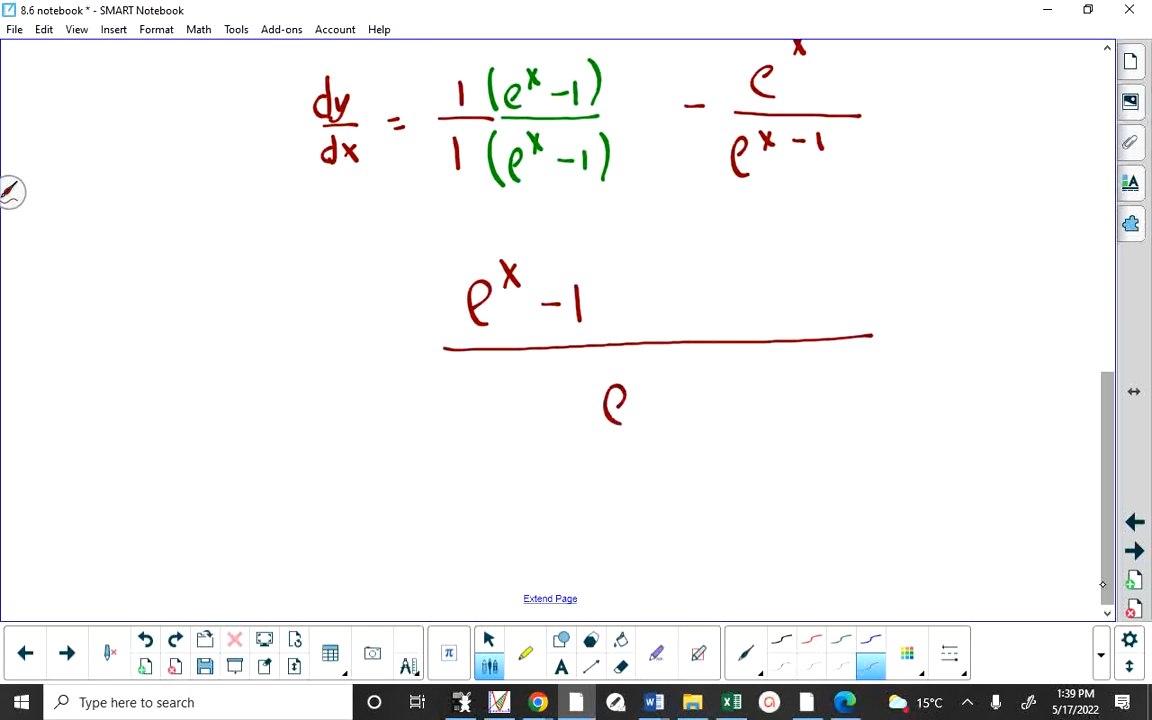 8.6 notebook * - SMART Notebook
File Edit View Insert Format Math Tools Add-ons Account Help
dy/dx = 1(e^x - 1)/1(e^x - 1) - e^x/(e^x - 1)
e^x - 1
e
Extend Page
Type here to search
15°C
1:39 PM
5/17/2022